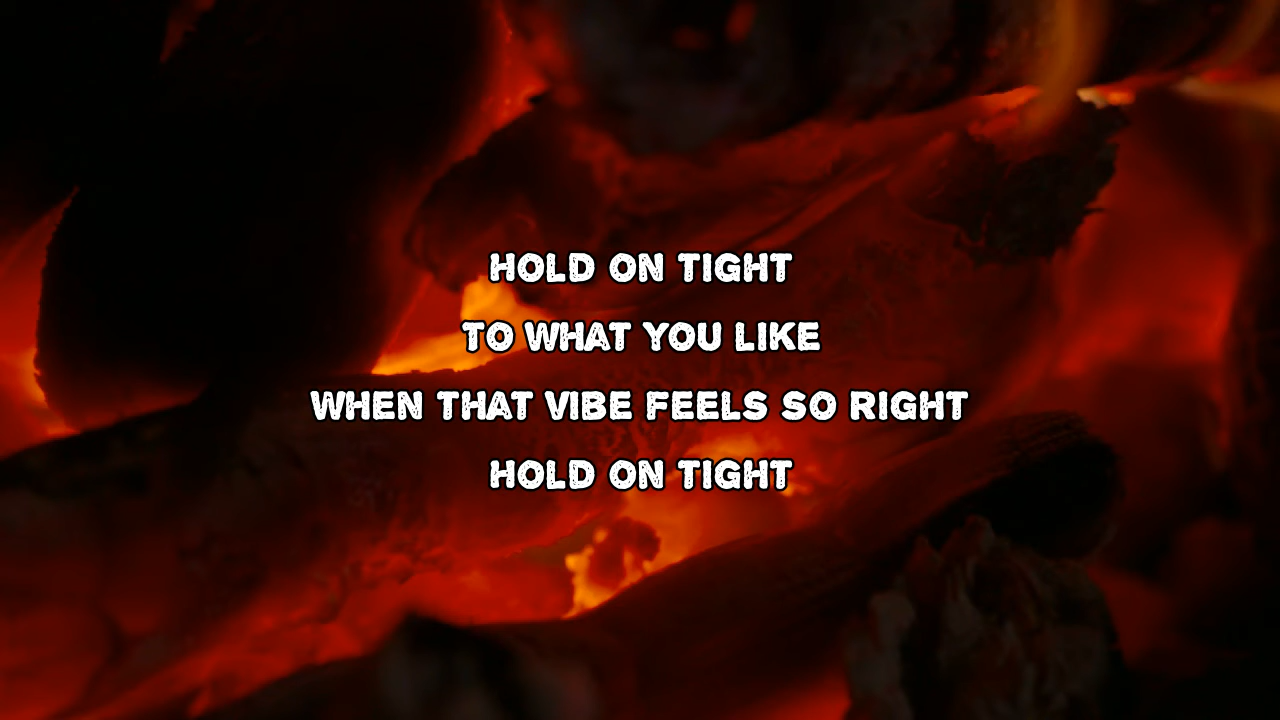 HOLD ON TIGHT
TO WHAT YOU LIKE
WHEN THAT VIBE FEELS SO RIGHT
HOLD ON TIGHT